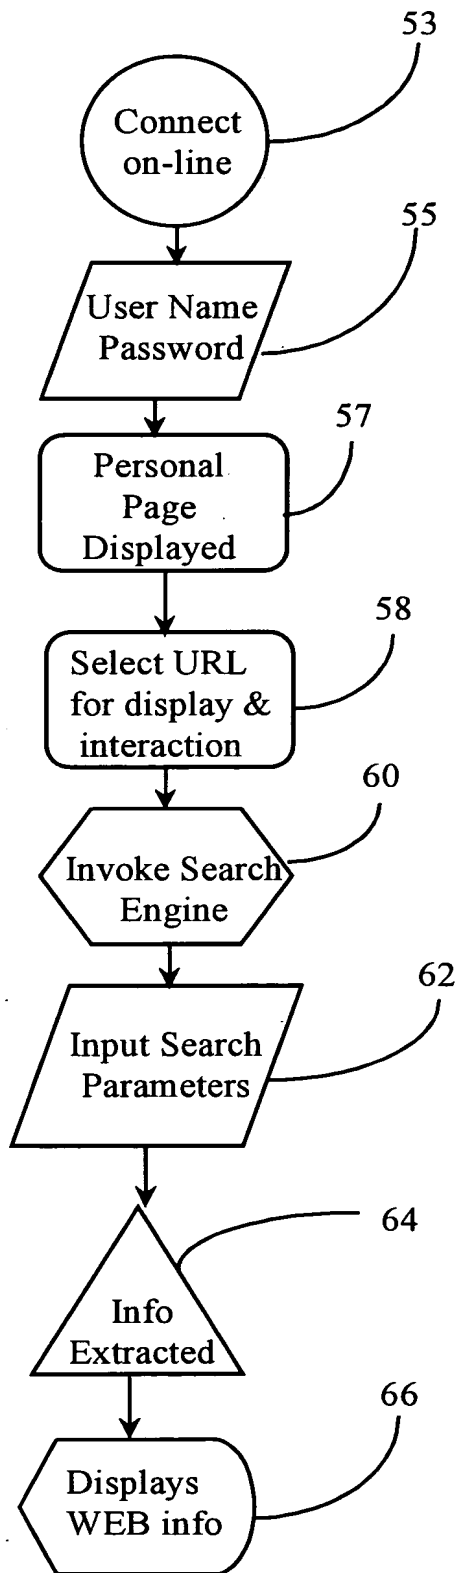 53
Connect
on-line
55
User Name
Password
57
Personal
Page
Displayed
58
Select URL
for display &
interaction
60
Invoke Search
Engine
62
Input Search
Parameters
64
Info
Extracted
66
Displays
WEB info